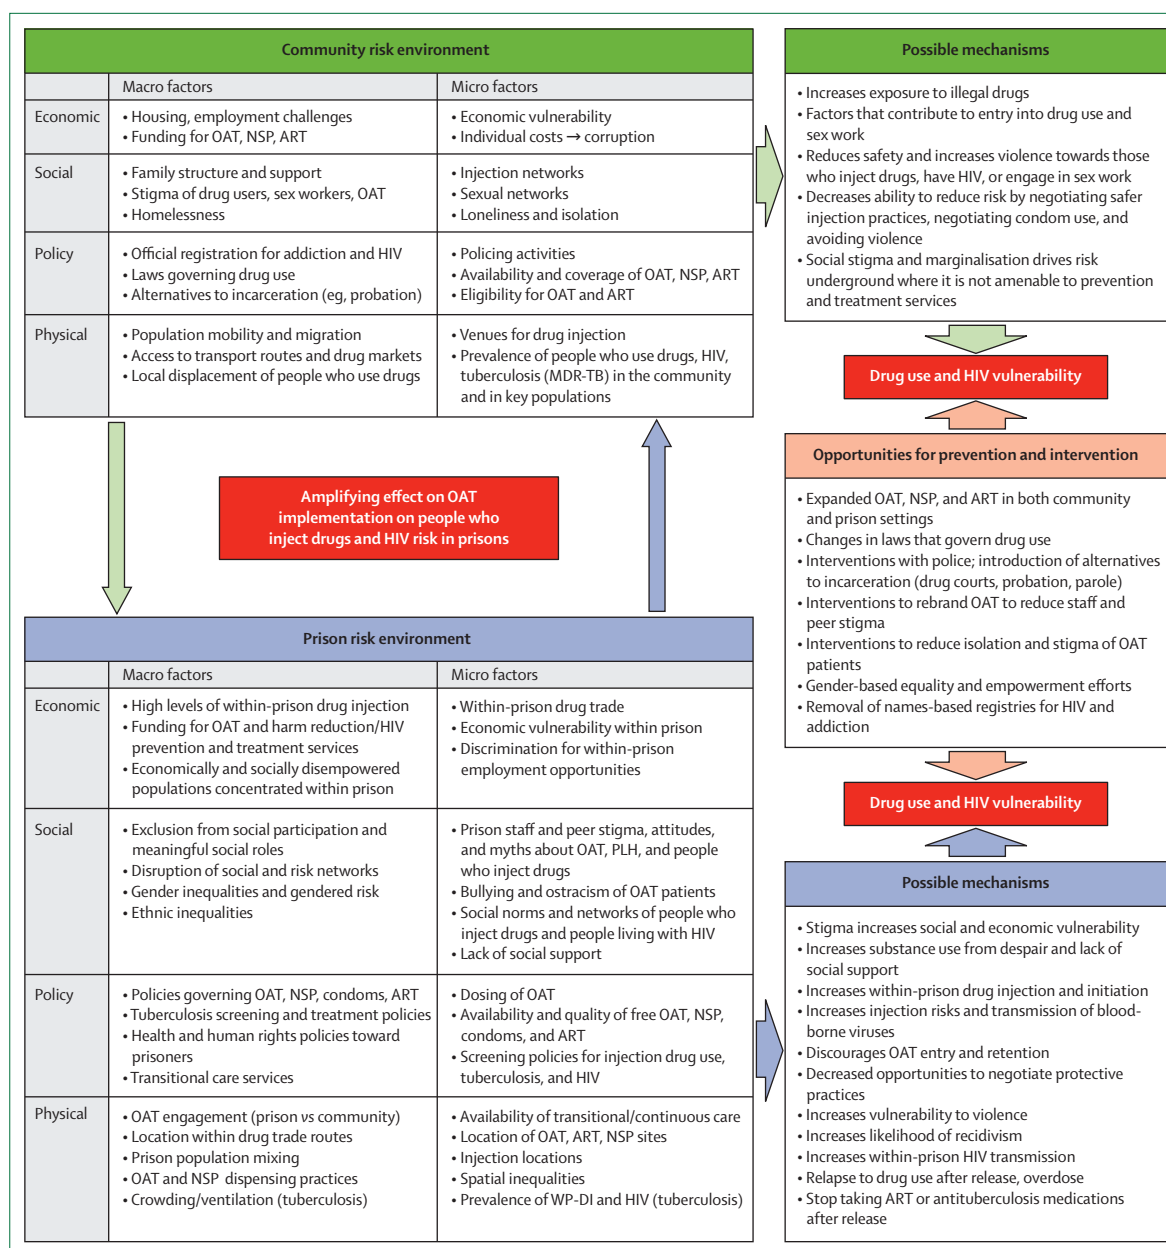 Community risk environment
Macro factors
Micro factors
Economic
• Housing, employment challenges
• Funding for OAT, NSP, ART
• Economic vulnerability
• Individual costs → corruption
Social
• Family structure and support
• Stigma of drug users, sex workers, OAT
• Homelessness
• Injection networks
• Sexual networks
• Loneliness and isolation
Policy
• Official registration for addiction and HIV
• Laws governing drug use
• Alternatives to incarceration (eg, probation)
• Policing activities
• Availability and coverage of OAT, NSP, ART
• Eligibility for OAT and ART
Physical
• Population mobility and migration
• Access to transport routes and drug markets
• Local displacement of people who use drugs
• Venues for drug injection
• Prevalence of people who use drugs, HIV,
tuberculosis (MDR-TB) in the community
and in key populations
Amplifying effect on OAT
implementation on people who
inject drugs and HIV risk in prisons
Prison risk environment
Macro factors
Micro factors
Economic
• High levels of within-prison drug injection
• Funding for OAT and harm reduction/HIV
prevention and treatment services
• Economically and socially disempowered
populations concentrated within prison
• Within-prison drug trade
• Economic vulnerability within prison
• Discrimination for within-prison
employment opportunities
Social
• Exclusion from social participation and
meaningful social roles
• Disruption of social and risk networks
• Gender inequalities and gendered risk
• Ethnic inequalities
• Prison staff and peer stigma, attitudes,
and myths about OAT, PLH, and people
who inject drugs
• Bullying and ostracism of OAT patients
• Social norms and networks of people who
inject drugs and people living with HIV
• Lack of social support
Policy
• Policies governing OAT, NSP, condoms, ART
• Tuberculosis screening and treatment policies
• Health and human rights policies toward
prisoners
• Transitional care services
• Dosing of OAT
• Availability and quality of free OAT, NSP,
condoms, and ART
• Screening policies for injection drug use,
tuberculosis, and HIV
Physical
• OAT engagement (prison vs community)
• Location within drug trade routes
• Prison population mixing
• OAT and NSP dispensing practices
• Crowding/ventilation (tuberculosis)
• Availability of transitional/continuous care
• Location of OAT, ART, NSP sites
• Injection locations
• Spatial inequalities
• Prevalence of WP-DI and HIV (tuberculosis)
Possible mechanisms
• Increases exposure to illegal drugs
• Factors that contribute to entry into drug use and
sex work
• Reduces safety and increases violence towards those
who inject drugs, have HIV, or engage in sex work
• Decreases ability to reduce risk by negotiating safer
injection practices, negotiating condom use, and
avoiding violence
• Social stigma and marginalisation drives risk
underground where it is not amenable to prevention
and treatment services
Drug use and HIV vulnerability
Opportunities for prevention and intervention
• Expanded OAT, NSP, and ART in both community
and prison settings
• Changes in laws that govern drug use
• Interventions with police; introduction of alternatives
to incarceration (drug courts, probation, parole)
• Interventions to rebrand OAT to reduce staff and
peer stigma
• Interventions to reduce isolation and stigma of OAT
patients
• Gender-based equality and empowerment efforts
• Removal of names-based registries for HIV and
addiction
Drug use and HIV vulnerability
Possible mechanisms
• Stigma increases social and economic vulnerability
• Increases substance use from despair and lack of
social support
• Increases within-prison drug injection and initiation
• Increases injection risks and transmission of blood-
borne viruses
• Discourages OAT entry and retention
• Decreased opportunities to negotiate protective
practices
• Increases vulnerability to violence
• Increases likelihood of recidivism
• Increases within-prison HIV transmission
• Relapse to drug use after release, overdose
• Stop taking ART or antituberculosis medications
after release